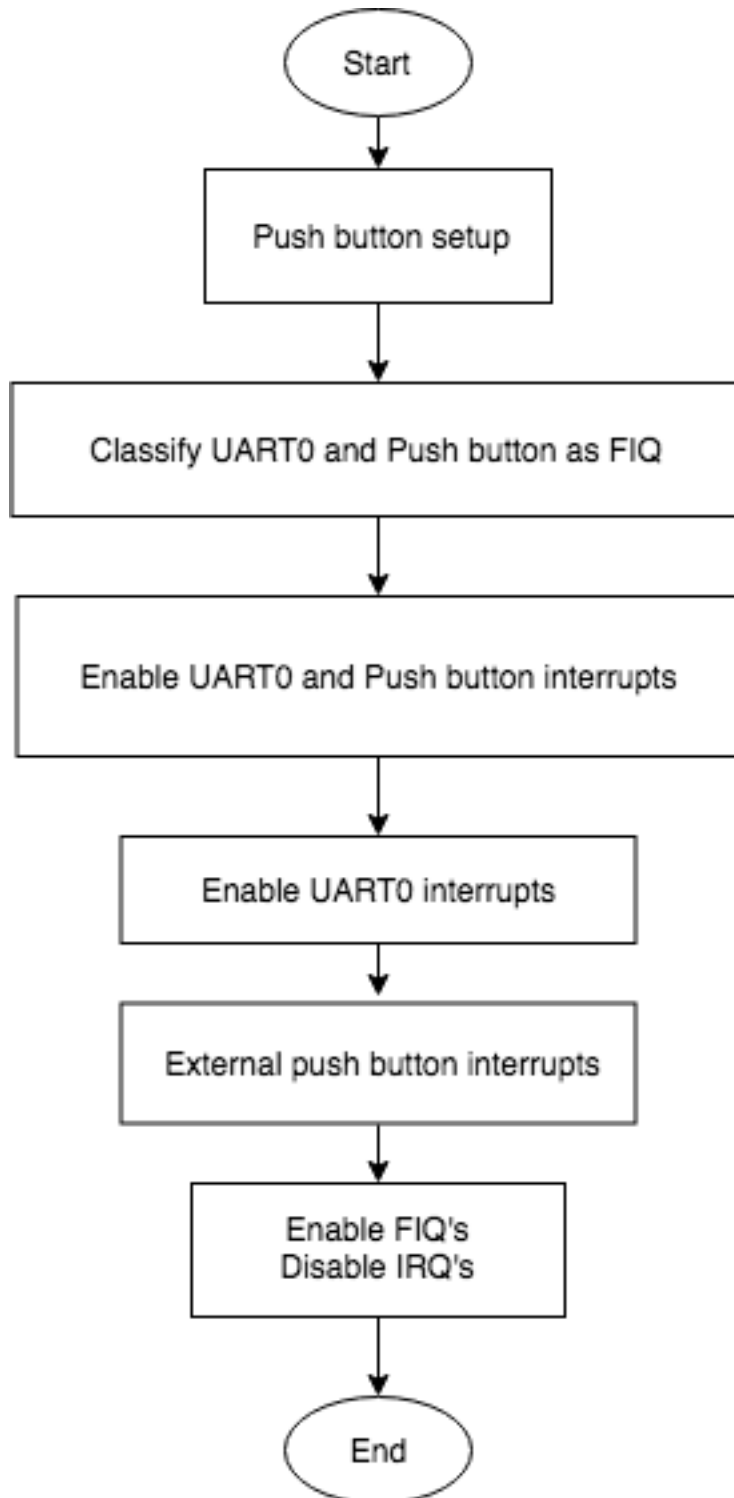 Start
Push button setup
Classify UART0 and Push button as FIQ
Enable UART0 and Push button interrupts
Enable UART0 interrupts
External push button interrupts
Enable FIQ's
Disable IRQ's
End